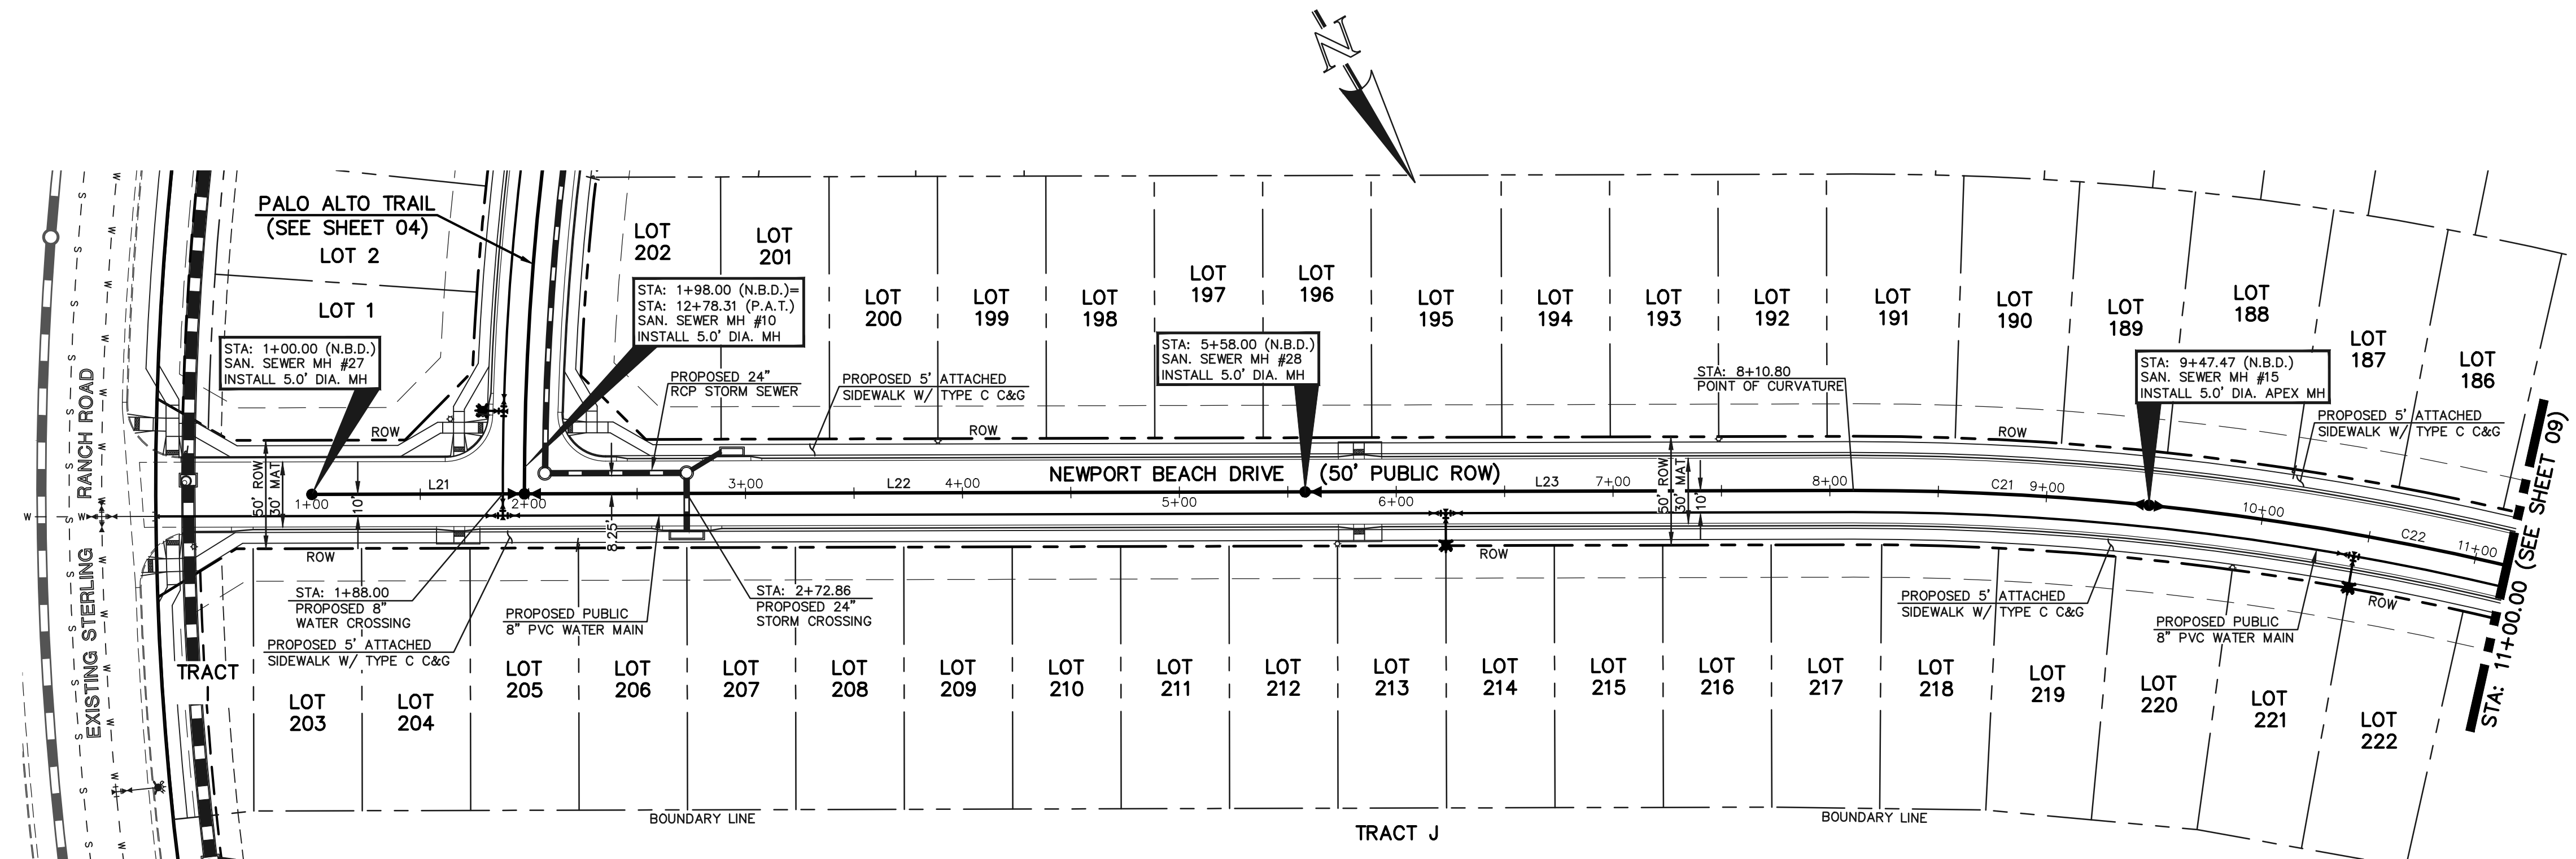 N
PALO ALTO TRAIL
(SEE SHEET 04)
LOT 2
LOT 1
STA: 1+00.00 (N.B.D.)
SAN. SEWER MH #27
INSTALL 5.0' DIA. MH
LOT
202
LOT
201
STA: 1+98.00 (N.B.D.)=
STA: 12+78.31 (P.A.T.)
SAN. SEWER MH #10
INSTALL 5.0' DIA. MH
LOT
200
LOT
199
LOT
198
LOT
197
LOT
196
LOT
195
LOT
194
LOT
193
LOT
192
LOT
191
LOT
190
LOT
189
LOT
188
LOT
187
LOT
186
PROPOSED 24"
RCP STORM SEWER
PROPOSED 5' ATTACHED
SIDEWALK W/ TYPE C C&G
STA: 5+58.00 (N.B.D.)
SAN. SEWER MH #28
INSTALL 5.0' DIA. MH
STA: 8+10.80
POINT OF CURVATURE
STA: 9+47.47 (N.B.D.)
SAN. SEWER MH #15
INSTALL 5.0' DIA. APEX MH
PROPOSED 5' ATTACHED
SIDEWALK W/ TYPE C C&G
ROW
ROW
ROW
EXISTING STERLING RANCH ROAD
50' ROW
30' MAT
10'
L21
1+00
2+00
8.25'
3+00
L22
4+00
NEWPORT BEACH DRIVE (50' PUBLIC ROW)
5+00
6+00
L23
7+00
50' ROW
30' MAT
10'
8+00
C21
9+00
10+00
C22
11+00
STA: 11+00.00 (SEE SHEET 09)
W
W
S
ROW
ROW
ROW
STA: 1+88.00
PROPOSED 8"
WATER CROSSING
PROPOSED 5' ATTACHED
SIDEWALK W/ TYPE C C&G
PROPOSED PUBLIC
8" PVC WATER MAIN
STA: 2+72.86
PROPOSED 24"
STORM CROSSING
PROPOSED 5' ATTACHED
SIDEWALK W/ TYPE C C&G
PROPOSED PUBLIC
8" PVC WATER MAIN
TRACT
LOT
203
LOT
204
LOT
205
LOT
206
LOT
207
LOT
208
LOT
209
LOT
210
LOT
211
LOT
212
LOT
213
LOT
214
LOT
215
LOT
216
LOT
217
LOT
218
LOT
219
LOT
220
LOT
221
LOT
222
BOUNDARY LINE
TRACT J
BOUNDARY LINE